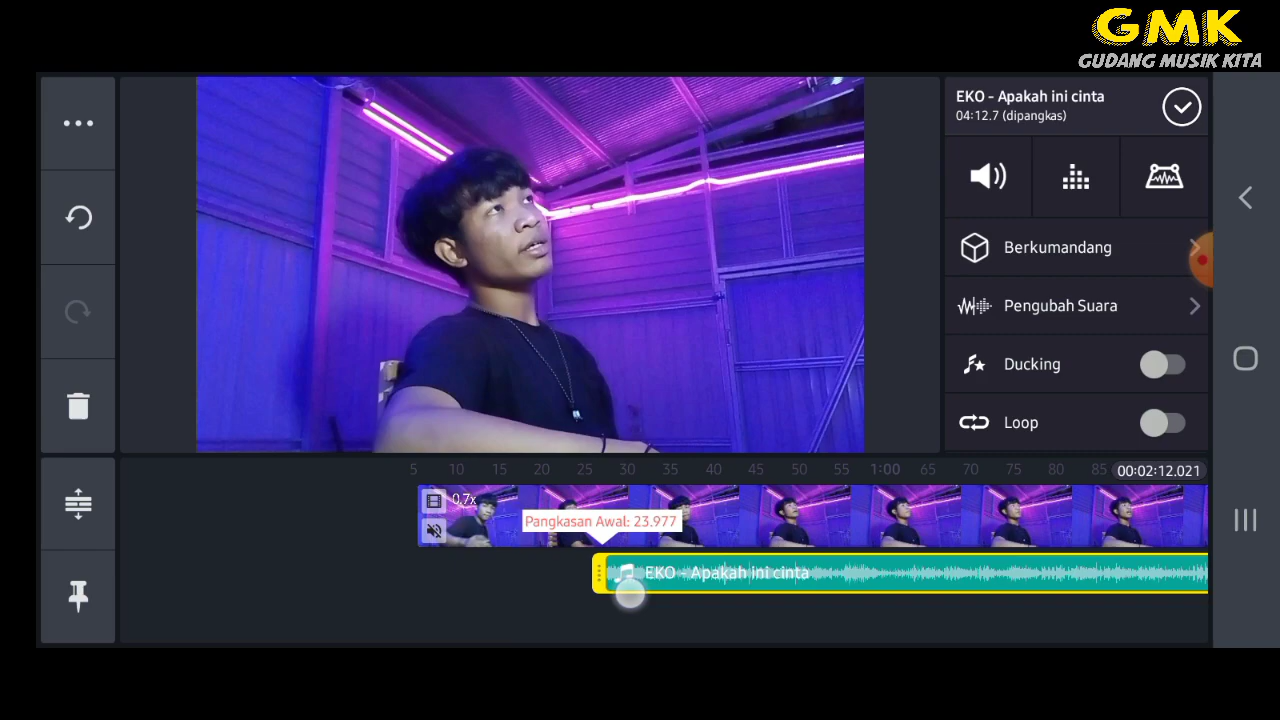 GMK
GUDANG MUSIK KITA
EKO - Apakah ini cinta
04:12.7 (dipangkas)
Berkumandang
Pengubah Suara
Ducking
Loop
5 10 15 20 25 30 35 40 45 50 55 1:00 65 70 75 80 85 00:02:12.021
0.7x
Pangkasan Awal: 23.977
EKO - Apakah ini cinta